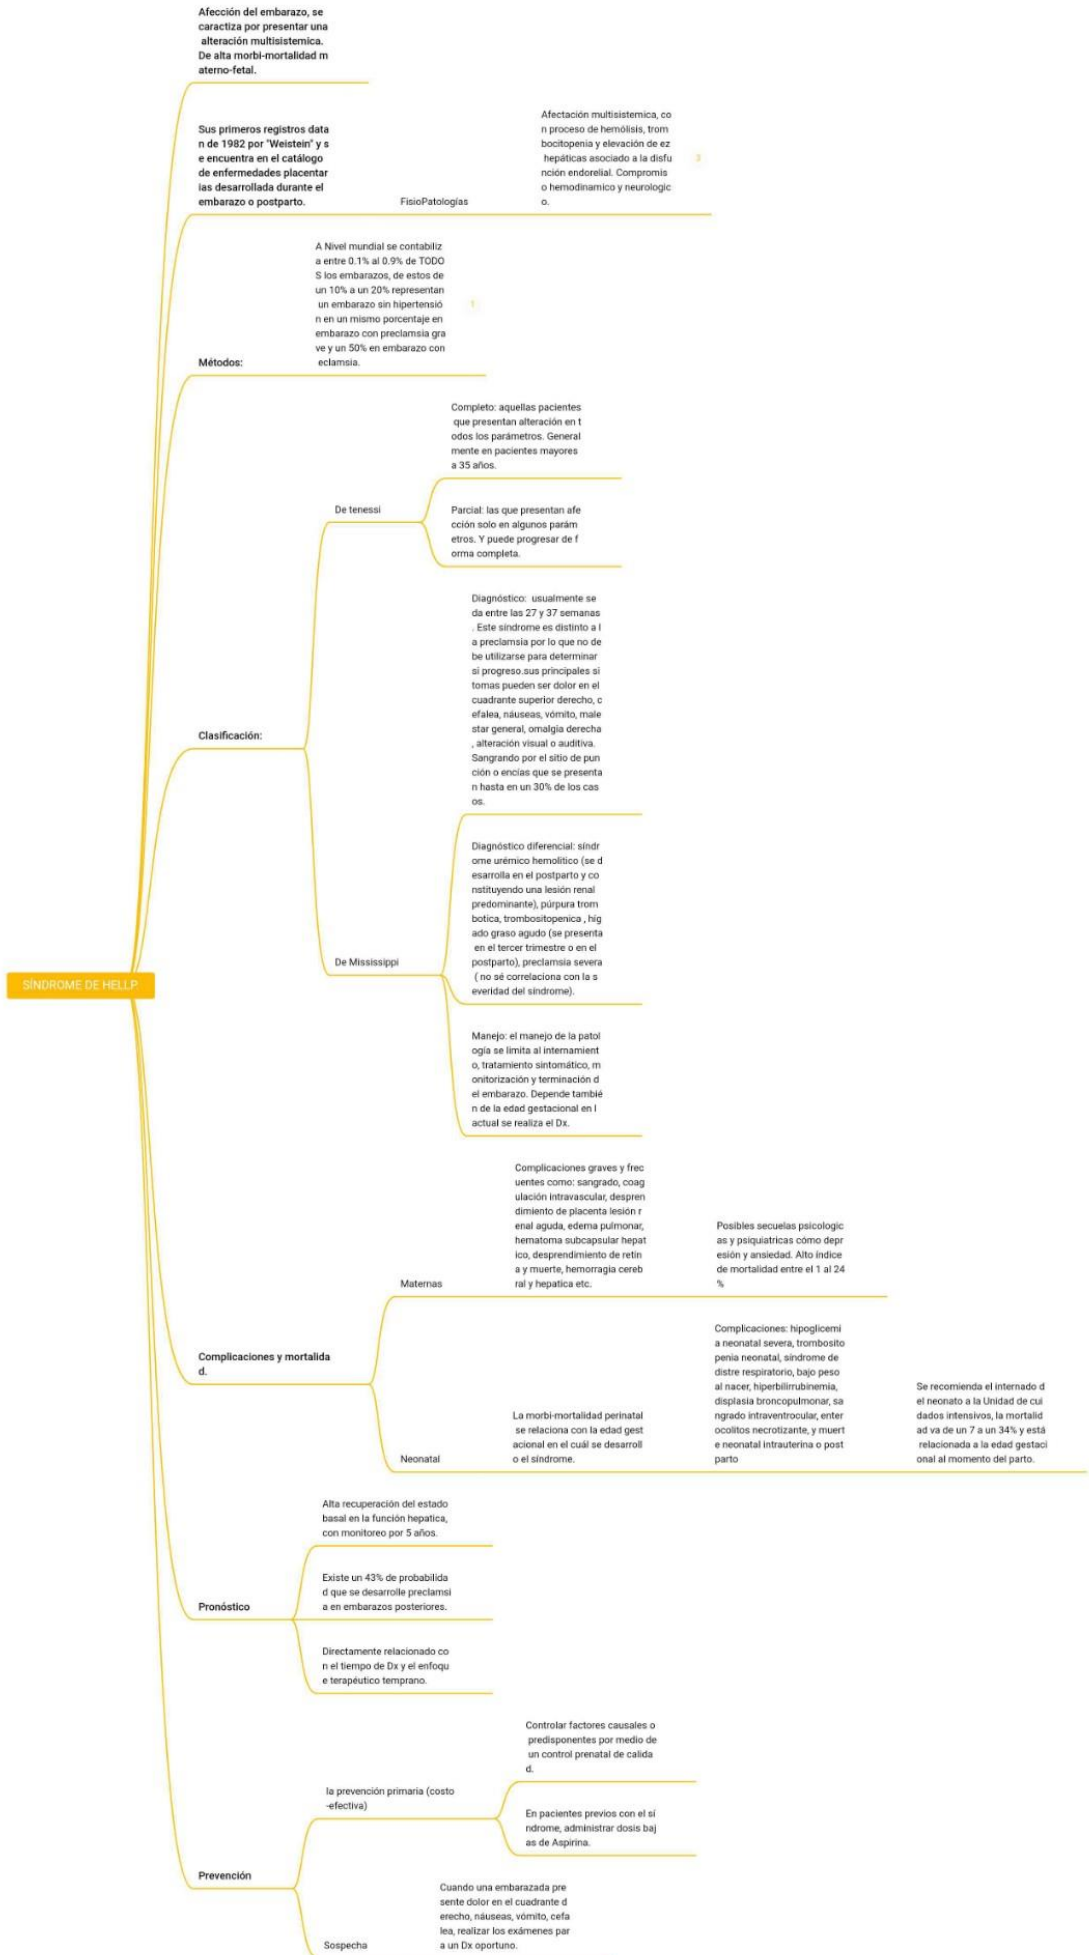 Afección del embarazo, se
caractiza por presentar una
alteración multisistemica.
De alta morbi-mortalidad m
aterno-fetal.
Sus primeros registros data
n de 1982 por "Weistein" y s
e encuentra en el catálogo
de enfermedades placentar
ias desarrollada durante el
embarazo o postparto.
FisioPatologías
Afectación multisistemica, co
n proceso de hemólisis, trom
bocitopenia y elevación de ez
hepáticas asociado a la disfu
nción endorelial. Compromis
o hemodinamico y neurologic
o.
3
Métodos:
A Nivel mundial se contabiliz
a entre 0.1% al 0.9% de TODO
S los embarazos, de estos de
un 10% a un 20% representan
un embarazo sin hipertensió
n en un mismo porcentaje en
embarazo con preclamsia gra
ve y un 50% en embarazo con
eclamsia.
1
Clasificación:
De tenessi
Completo: aquellas pacientes
que presentan alteración en t
odos los parámetros. General
mente en pacientes mayores
a 35 años.
Parcial: las que presentan afe
cción solo en algunos parám
etros. Y puede progresar de f
orma completa.
De Mississippi
Diagnóstico: usualmente se
da entre las 27 y 37 semanas
. Este síndrome es distinto a l
a preclamsia por lo que no de
be utilizarse para determinar
si progreso.sus principales si
tomas pueden ser dolor en el
cuadrante superior derecho, c
efalea, náuseas, vómito, male
star general, omalgia derecha
, alteración visual o auditiva.
Sangrando por el sitio de pun
ción o encías que se presenta
n hasta en un 30% de los cas
os.
Diagnóstico diferencial: síndr
ome urémico hemolítico (se d
esarrolla en el postparto y co
nstituyendo una lesión renal
predominante), púrpura trom
botica, trombositopenica , híg
ado graso agudo (se presenta
en el tercer trimestre o en el
postparto), preclamsia severa
( no sé correlaciona con la s
everidad del síndrome).
Manejo: el manejo de la patol
ogía se limita al internamient
o, tratamiento sintomático, m
onitorización y terminación d
el embarazo. Depende tambié
n de la edad gestacional en l
actual se realiza el Dx.
SÍNDROME DE HELLP
Complicaciones y mortalida
d.
Maternas
Complicaciones graves y frec
uentes como: sangrado, coag
ulación intravascular, despren
dimiento de placenta lesión r
enal aguda, edema pulmonar,
hematoma subcapsular hepat
ico, desprendimiento de retin
a y muerte, hemorragia cereb
ral y hepatica etc.
Posibles secuelas psicologic
as y psiquiatricas cómo depr
esión y ansiedad. Alto índice
de mortalidad entre el 1 al 24
%
Neonatal
La morbi-mortalidad perinatal
se relaciona con la edad gest
acional en el cuál se desarroll
o el síndrome.
Complicaciones: hipoglicemi
a neonatal severa, trombosito
penia neonatal, síndrome de
distre respiratorio, bajo peso
al nacer, hiperbilirrubinemia,
displasia broncopulmonar, sa
ngrado intraventrocular, enter
ocolitos necrotizante, y muert
e neonatal intrauterina o post
parto
Se recomienda el internado d
el neonato a la Unidad de cui
dados intensivos, la mortalid
ad va de un 7 a un 34% y está
relacionada a la edad gestaci
onal al momento del parto.
Pronóstico
Alta recuperación del estado
basal en la función hepatica,
con monitoreo por 5 años.
Existe un 43% de probabilida
d que se desarrolle preclamsi
a en embarazos posteriores.
Directamente relacionado co
n el tiempo de Dx y el enfoqu
e terapéutico temprano.
Prevención
la prevención primaria (costo
-efectiva)
Controlar factores causales o
predisponentes por medio de
un control prenatal de calida
d.
En pacientes previos con el sí
ndrome, administrar dosis baj
as de Aspirina.
Sospecha
Cuando una embarazada pre
sente dolor en el cuadrante d
erecho, náuseas, vómito, cefa
lea, realizar los exámenes par
a un Dx oportuno.